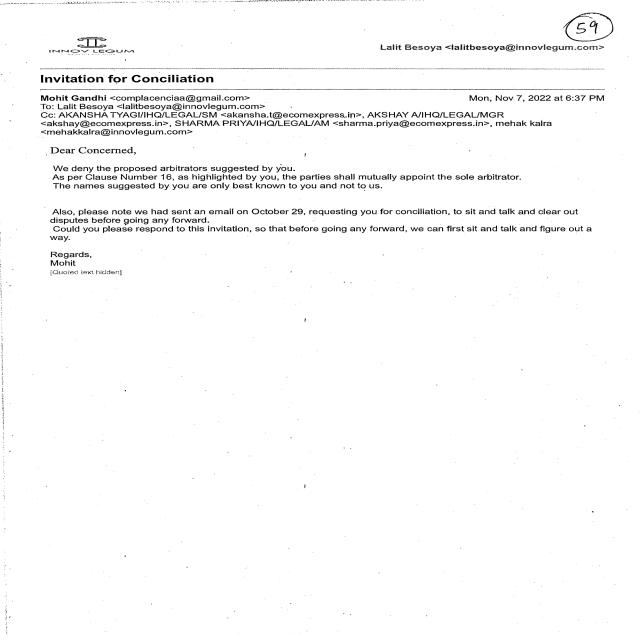 59
INNOV LEGUM
Lalit Besoya <lalitbesoya@innovlegum.com>
Invitation for Conciliation
Mohit Gandhi <complacenciaa@gmail.com> Mon, Nov 7, 2022 at 6:37 PM
To: Lalit Besoya <lalitbesoya@innovlegum.com>
Cc: AKANSHA TYAGI/IHQ/LEGAL/SM <akansha.t@ecomexpress.in>, AKSHAY A/IHQ/LEGAL/MGR
<akshay@ecomexpress.in>, SHARMA PRIYA/IHQ/LEGAL/AM <sharma.priya@ecomexpress.in>, mehak kalra
<mehakkalra@innovlegum.com>
Dear Concerned,
We deny the proposed arbitrators suggested by you.
As per Clause Number 16, as highlighted by you, the parties shall mutually appoint the sole arbitrator.
The names suggested by you are only best known to you and not to us.
Also, please note we had sent an email on October 29, requesting you for conciliation, to sit and talk and clear out
disputes before going any forward.
Could you please respond to this invitation, so that before going any forward, we can first sit and talk and figure out a
way.
Regards,
Mohit
[Quoted text hidden]